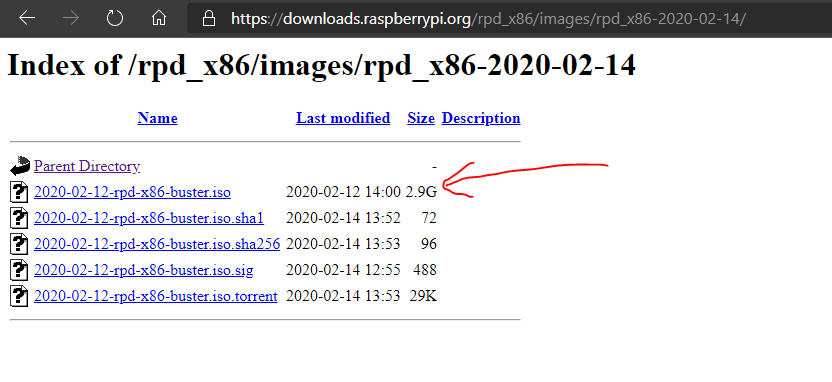 https://downloads.raspberrypi.org/rpd_x86/images/rpd_x86-2020-02-14/
Index of /rpd_x86/images/rpd_x86-2020-02-14
Name Last modified Size Description
Parent Directory -
2020-02-12-rpd-x86-buster.iso 2020-02-12 14:00 2.9G
2020-02-12-rpd-x86-buster.iso.sha1 2020-02-14 13:52 72
2020-02-12-rpd-x86-buster.iso.sha256 2020-02-14 13:53 96
2020-02-12-rpd-x86-buster.iso.sig 2020-02-14 12:55 488
2020-02-12-rpd-x86-buster.iso.torrent 2020-02-14 13:53 29K